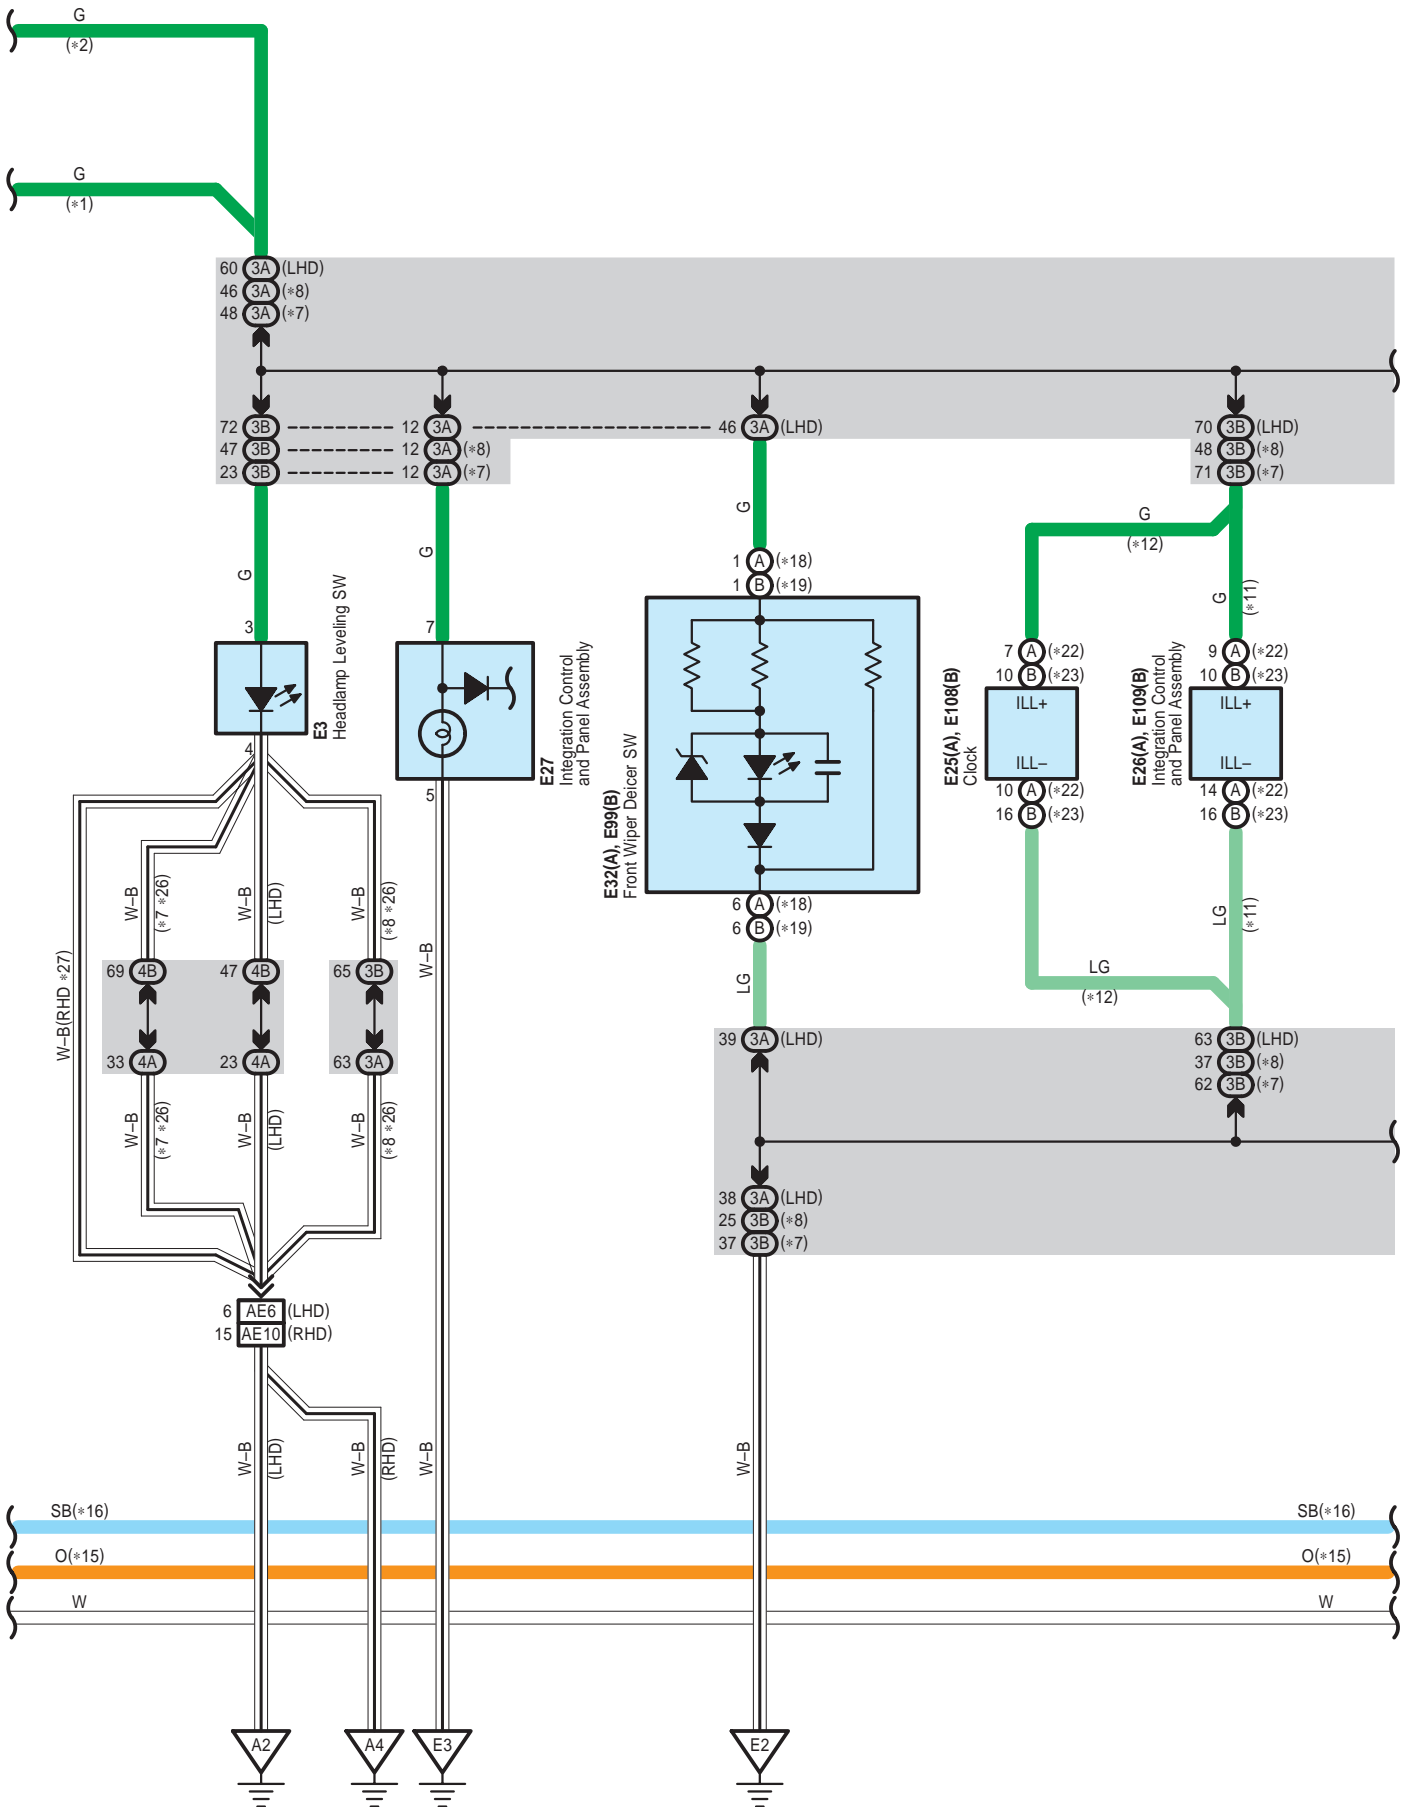 G
(*2)
G
(*1)
60 3A (LHD)
46 3A (*8)
48 3A (*7)
72 3B 12 3A 46 3A (LHD) 70 3B (LHD)
47 3B 12 3A (*8) 48 3B (*8)
23 3B 12 3A (*7) 71 3B (*7)
G
G
G
G
(*12)
G
(*11)
1 A (*18)
1 B (*19)
3
7
E3
Headlamp Leveling SW
E27
Integration Control
and Panel Assembly
E32(A), E99(B)
Front Wiper Deicer SW
7 A (*22)
10 B (*23)
9 A (*22)
10 B (*23)
E25(A), E108(B)
Clock
E26(A), E109(B)
Integration Control
and Panel Assembly
ILL+
ILL+
ILL–
ILL–
4
5
10 A (*22)
16 B (*23)
14 A (*22)
16 B (*23)
W–B
(*7 *26)
W–B
(LHD)
W–B
(*8 *26)
W–B
6 A (*18)
6 B (*19)
LG
(*11)
LG
LG
(*12)
W–B(RHD *27)
69 4B
47 4B
65 3B
33 4A
23 4A
63 3A
39 3A (LHD)
63 3B (LHD)
37 3B (*8)
62 3B (*7)
W–B
(*7 *26)
W–B
(LHD)
W–B
(*8 *26)
38 3A (LHD)
25 3B (*8)
37 3B (*7)
6 AE6 (LHD)
15 AE10 (RHD)
W–B
(LHD)
W–B
(RHD)
W–B
W–B
SB(*16) SB(*16)
O(*15) O(*15)
W W
A2 A4 E3 E2